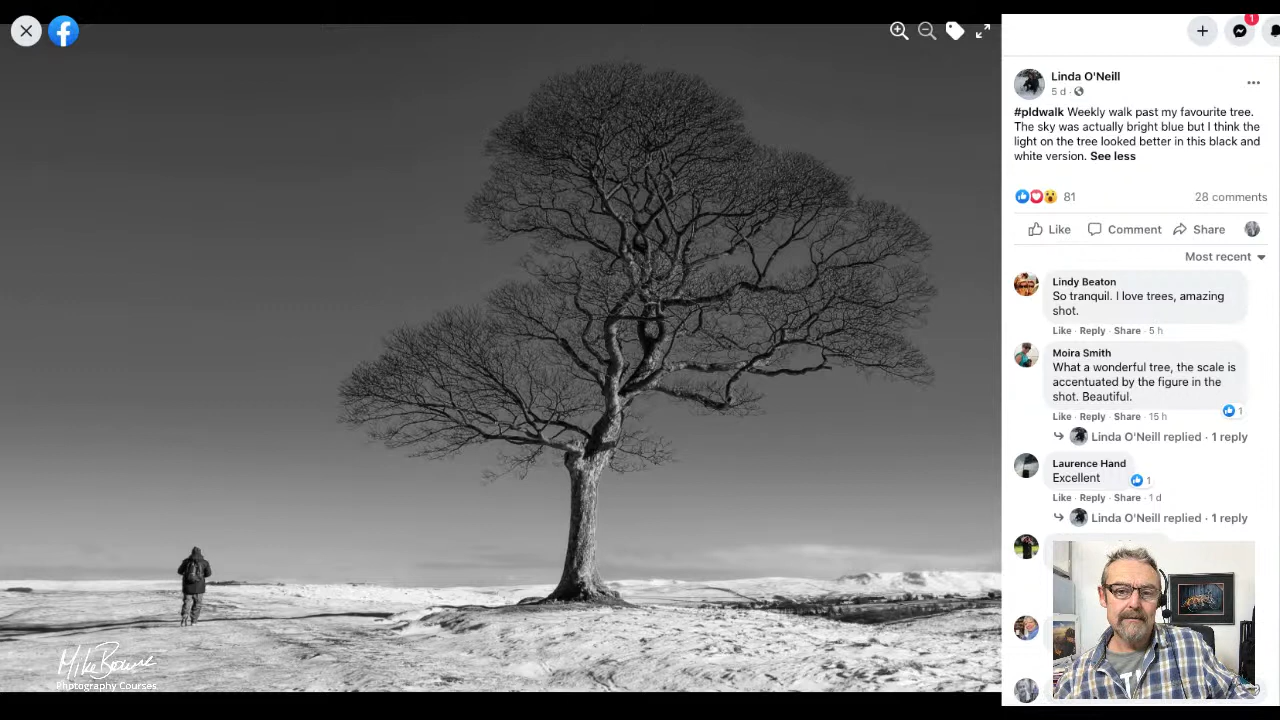 1
Linda O'Neill
5 d ·
#pldwalk Weekly walk past my favourite tree.
The sky was actually bright blue but I think the
light on the tree looked better in this black and
white version. See less
81
28 comments
Like Comment Share
Most recent
Lindy Beaton
So tranquil. I love trees, amazing
shot.
Like · Reply · Share · 5 h
Moira Smith
What a wonderful tree, the scale is
accentuated by the figure in the
shot. Beautiful.
1
Like · Reply · Share · 15 h
Linda O'Neill replied · 1 reply
Laurence Hand
Excellent
1
Like · Reply · Share · 1 d
Linda O'Neill replied · 1 reply
Mike Browne
Photography Courses